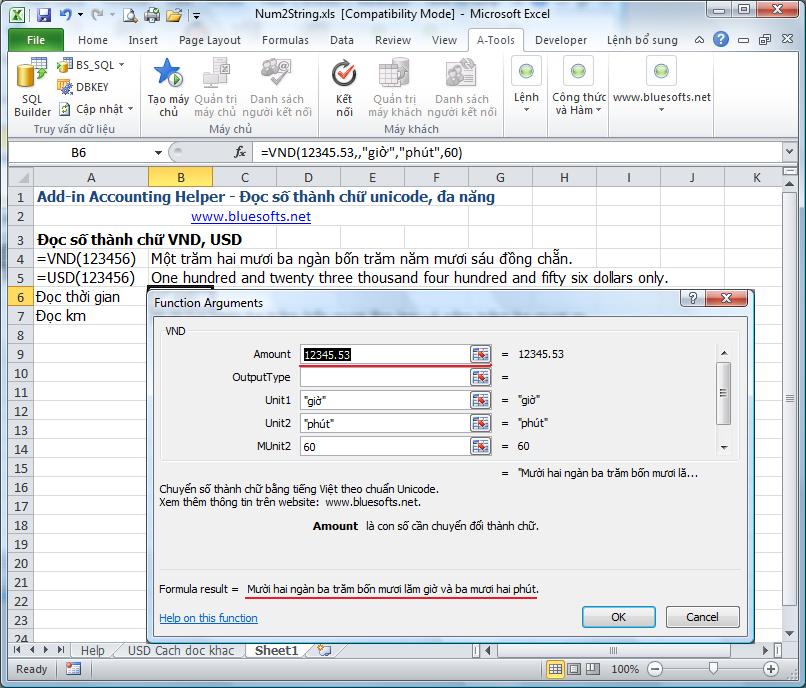 Num2String.xls [Compatibility Mode] - Microsoft Excel
File Home Insert Page Layout Formulas Data Review View A-Tools Developer Lệnh bổ sung
BS_SQL
DBKEY
SQL Builder
Cập nhật
Truy vấn dữ liệu
Tạo máy chủ
Quản trị máy chủ
Danh sách người kết nối
Máy chủ
Kết nối
Quản trị máy khách
Danh sách người kết nối
Máy khách
Lệnh
Công thức và Hàm
www.bluesofts.net
B6 fx =VND(12345.53,,"giờ","phút",60)
A B C D E F G H I J K
1 Add-in Accounting Helper - Đọc số thành chữ unicode, đa năng
2 www.bluesofts.net
3 Đọc số thành chữ VND, USD
4 =VND(123456) Một trăm hai mươi ba ngàn bốn trăm năm mươi sáu đồng chẵn.
5 =USD(123456) One hundred and twenty three thousand four hundred and fifty six dollars only.
6 Đọc thời gian
7 Đọc km
8
9
10
11
12
13
14
15
16
17
18
19
20
21
22
23
24
Function Arguments
VND
Amount 12345.53 = 12345.53
OutputType =
Unit1 "giờ" = "giờ"
Unit2 "phút" = "phút"
MUnit2 60 = 60
= "Mười hai ngàn ba trăm bốn mươi lă...
Chuyển số thành chữ bằng tiếng Việt theo chuẩn Unicode.
Xem thêm thông tin trên website: www.bluesofts.net.
Amount là con số cần chuyển đổi thành chữ.
Formula result = Mười hai ngàn ba trăm bốn mươi lăm giờ và ba mươi hai phút.
Help on this function
OK Cancel
Help USD Cach doc khac Sheet1
Ready 100%